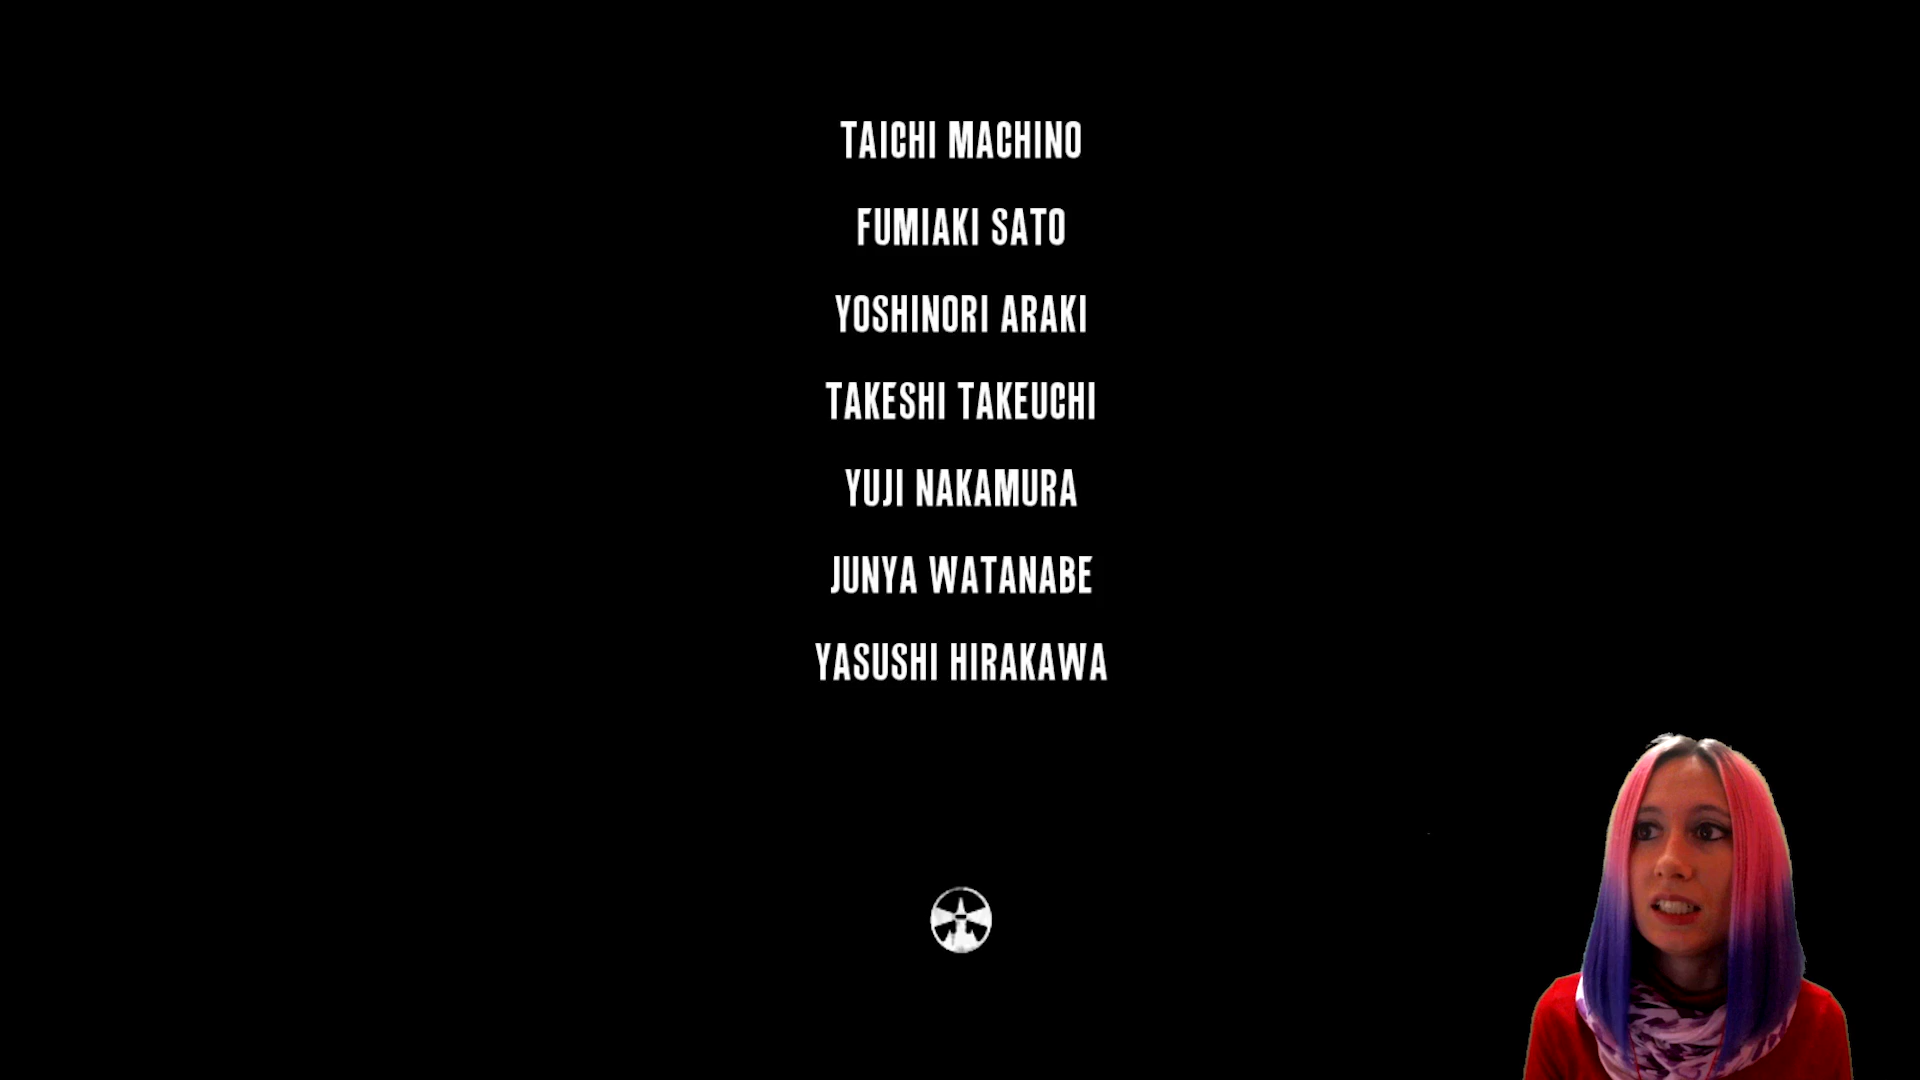 TAICHI MACHINO
FUMIAKI SATO
YOSHINORI ARAKI
TAKESHI TAKEUCHI
YUJI NAKAMURA
JUNYA WATANABE
YASUSHI HIRAKAWA